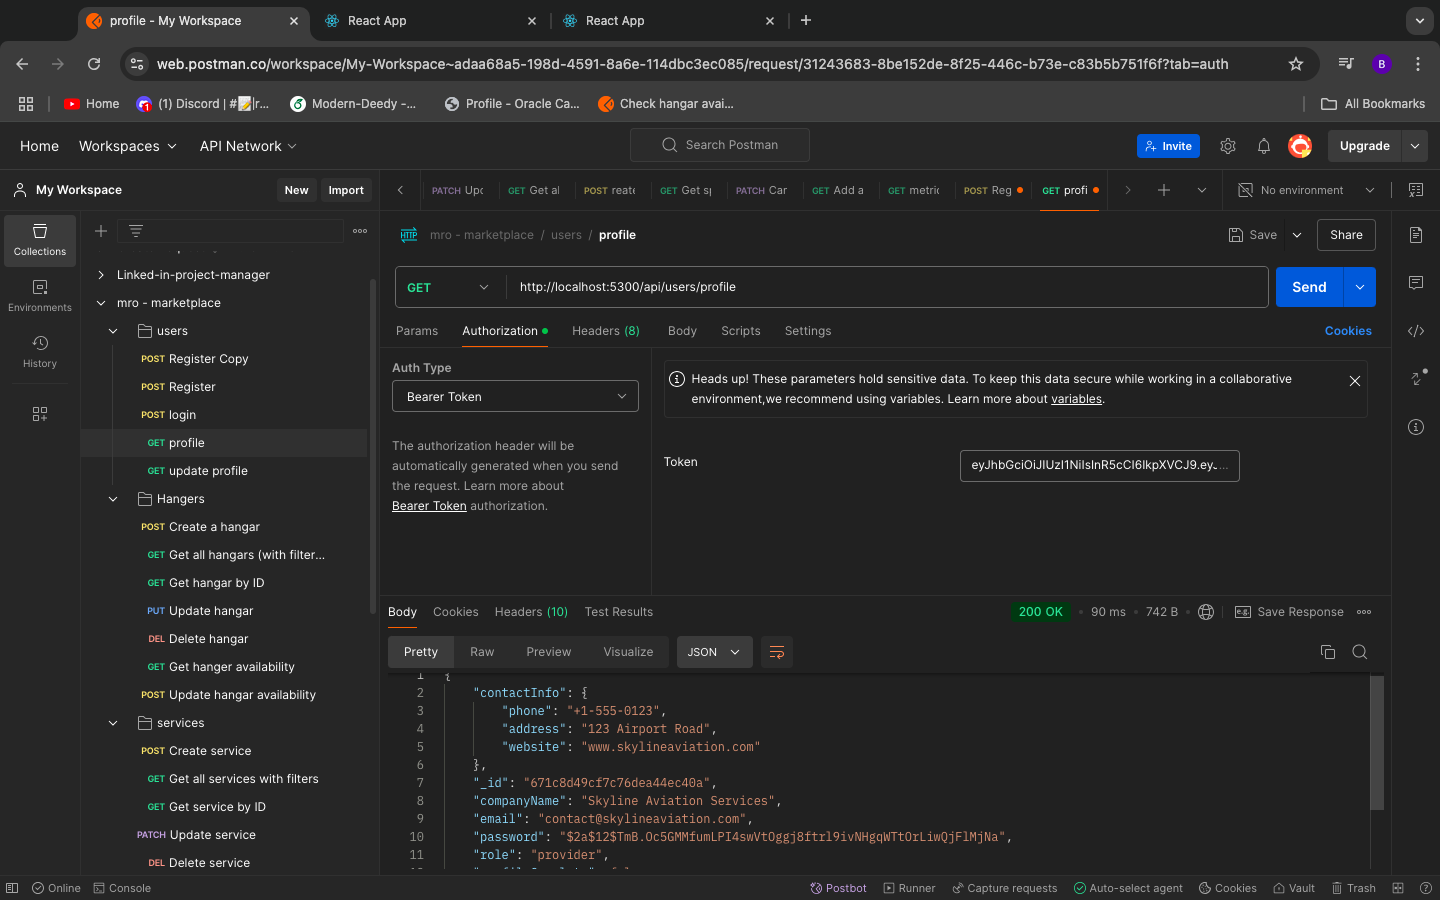 profile - My Workspace
React App
React App
web.postman.co/workspace/My-Workspace~adaa68a5-198d-4591-8a6e-114dbc3ec085/request/31243683-8be152de-8f25-446c-b73e-c83b5b751f6f?tab=auth
B
Home
(1) Discord | #📝|r...
Modern-Deedy -...
Profile - Oracle Ca...
Check hangar avai...
All Bookmarks
Home
Workspaces
API Network
Search Postman
Invite
Upgrade
My Workspace
New
Import
PATCH Upc
GET Get al
POST reate
GET Get s
PATCH Car
GET Add a
GET metric
POST Reg
GET profi
No environment
Collections
Environments
History
Linked-in-project-manager
mro - marketplace
users
POST Register Copy
POST Register
POST login
GET profile
GET update profile
Hangers
POST Create a hangar
GET Get all hangars (with filter...
GET Get hangar by ID
PUT Update hangar
DEL Delete hangar
GET Get hanger availability
POST Update hangar availability
services
POST Create service
GET Get all services with filters
GET Get service by ID
PATCH Update service
DEL Delete service
HTTP mro - marketplace / users / profile
Save
Share
GET
http://localhost:5300/api/users/profile
Send
Params
Authorization
Headers (8)
Body
Scripts
Settings
Cookies
Auth Type
Bearer Token
The authorization header will be
automatically generated when you send
the request. Learn more about
Bearer Token authorization.
Heads up! These parameters hold sensitive data. To keep this data secure while working in a collaborative
environment,we recommend using variables. Learn more about variables.
Token
eyJhbGciOiJIUzI1NiIsInR5cCI6IkpXVCJ9.ey...
Body
Cookies
Headers (10)
Test Results
200 OK
90 ms
742 B
e.g. Save Response
Pretty
Raw
Preview
Visualize
JSON
1 {
2 "contactInfo": {
3 "phone": "+1-555-0123",
4 "address": "123 Airport Road",
5 "website": "www.skylineaviation.com"
6 },
7 "_id": "671c8d49cf7c76dea44ec40a",
8 "companyName": "Skyline Aviation Services",
9 "email": "contact@skylineaviation.com",
10 "password": "$2a$12$TmB.Oc5GMMfumLPI4swVtOggj8ftrl9ivNHgqWTtOrLiwQjFlMjNa",
11 "role": "provider",
Online
Console
Postbot
Runner
Capture requests
Auto-select agent
Cookies
Vault
Trash